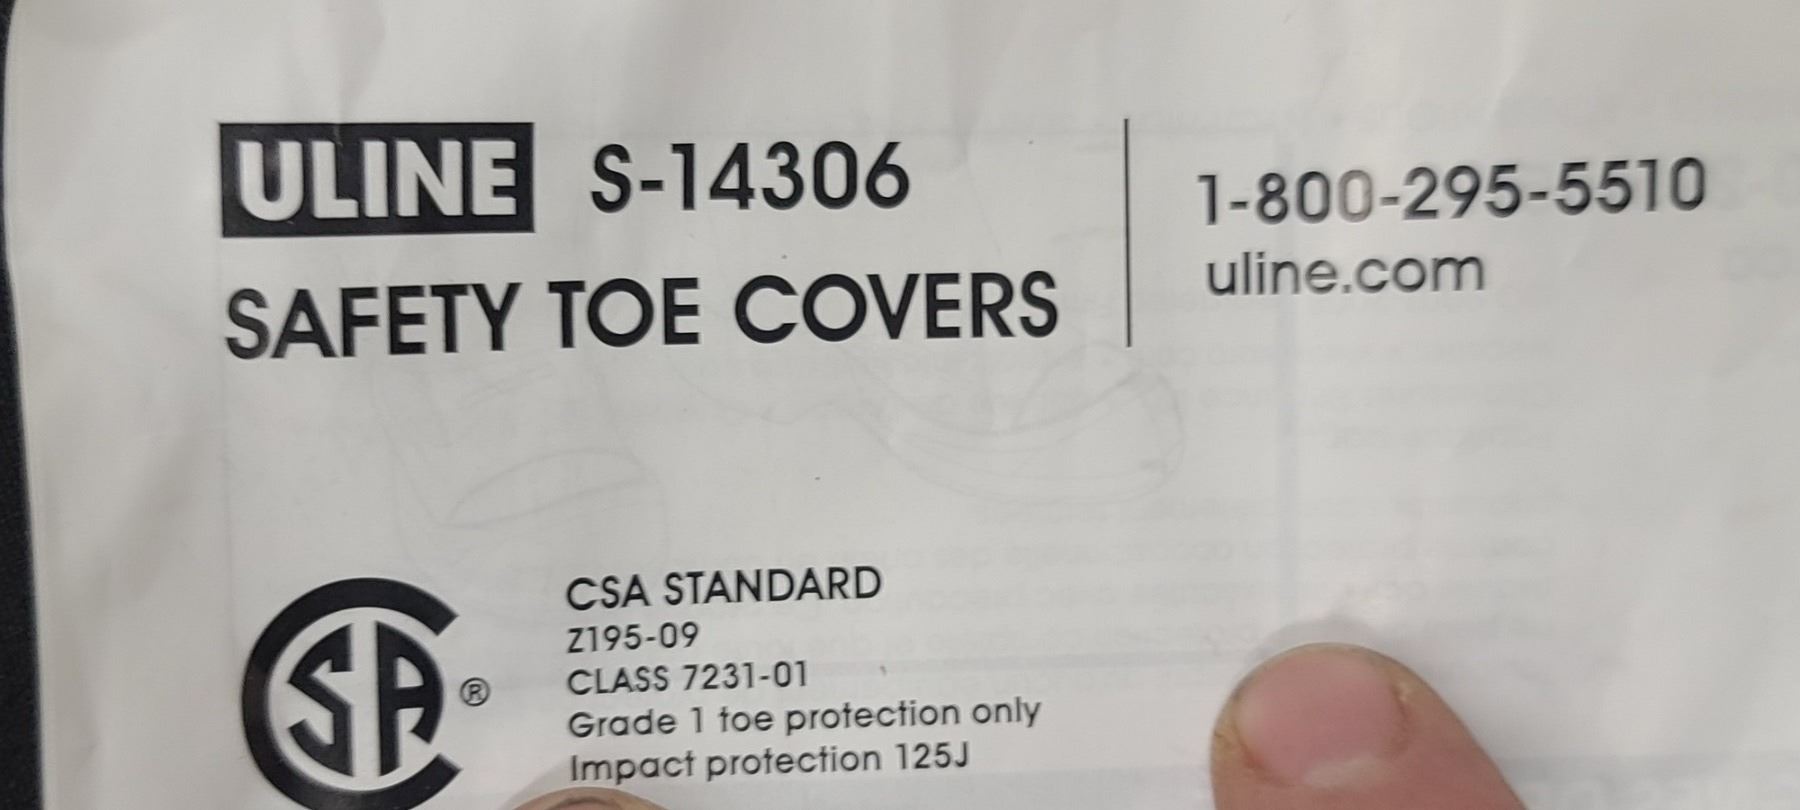 ULINE S-14306
SAFETY TOE COVERS
1-800-295-5510
uline.com
CSA ®
CSA STANDARD
Z195-09
CLASS 7231-01
Grade 1 toe protection only
Impact protection 125J